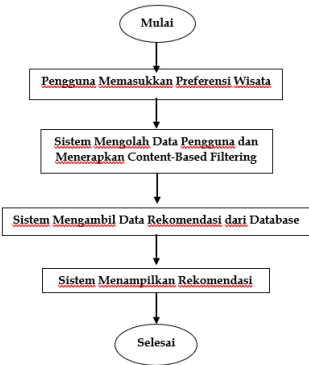 Mulai
Pengguna Memasukkan Preferensi Wisata
Sistem Mengolah Data Pengguna dan
Menerapkan Content-Based Filtering
Sistem Mengambil Data Rekomendasi dari Database
Sistem Menampilkan Rekomendasi
Selesai